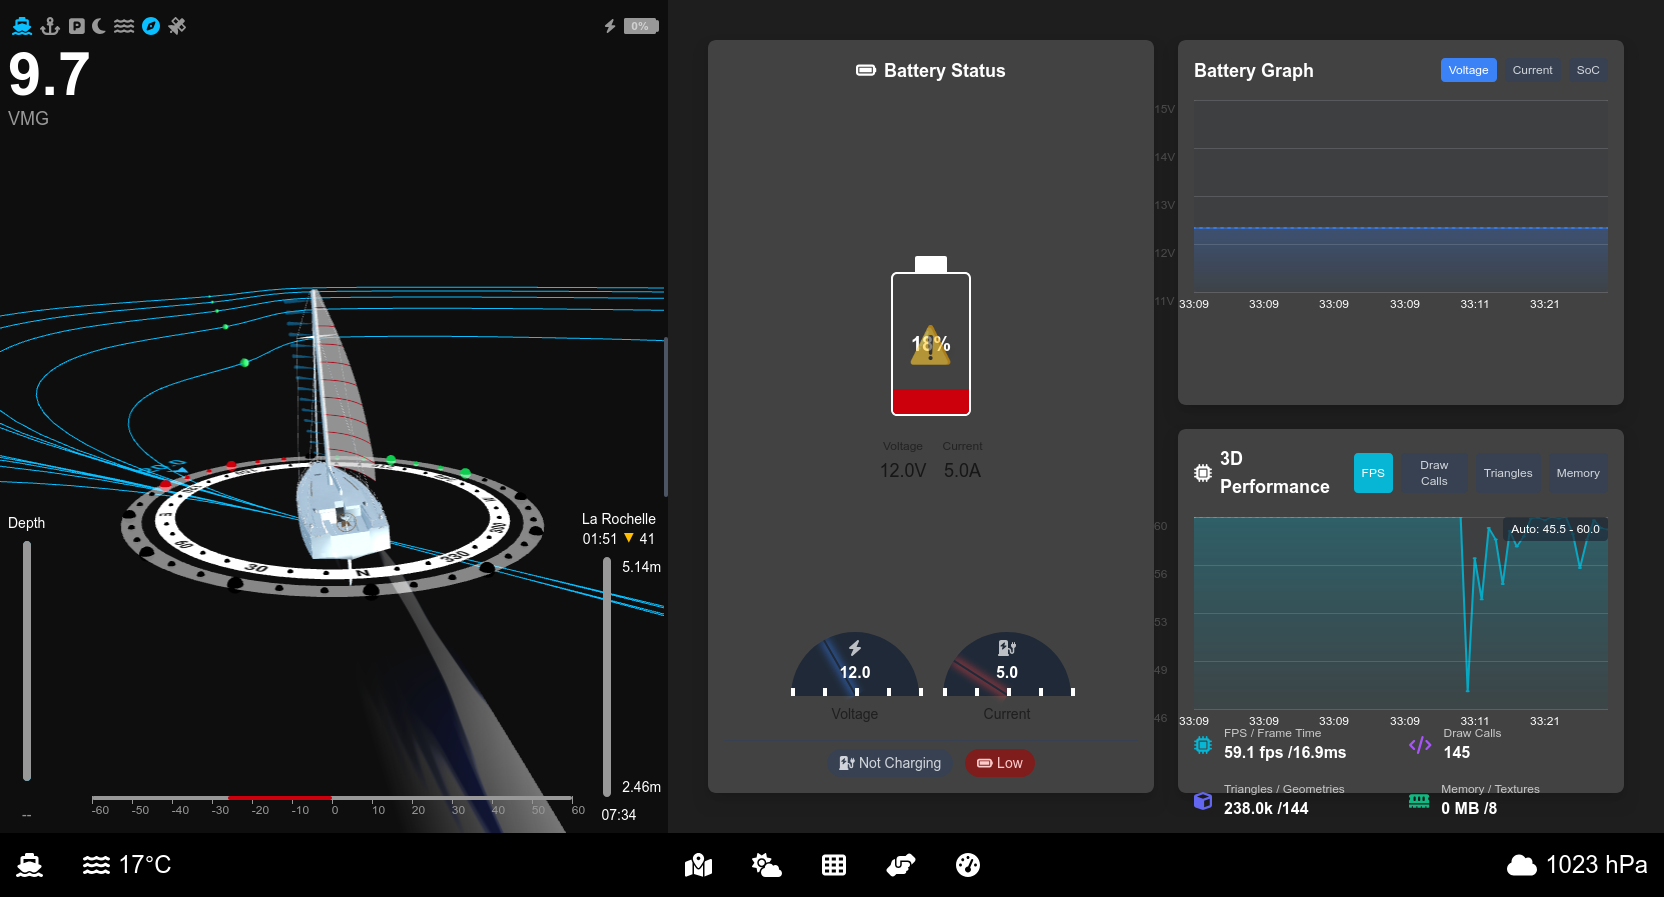 0%
9.7
VMG
Depth
--
La Rochelle
01:51 41
5.14m
2.46m
07:34
30
60
N
330
300
E
-60 -50 -40 -30 -20 -10 0 10 20 30 40 50 60
Battery Status
18%
Voltage Current
12.0V 5.0A
12.0 5.0
Voltage Current
Not Charging Low
Battery Graph Voltage Current SoC
15V
14V
13V
12V
11V
33:09 33:09 33:09 33:09 33:11 33:21
3D Performance FPS Draw Calls Triangles Memory
Auto: 45.5 - 60.0
60
56
53
49
46
33:09 33:09 33:09 33:09 33:11 33:21
FPS / Frame Time Draw Calls
59.1 fps /16.9ms 145
Triangles / Geometries Memory / Textures
238.0k /144 0 MB /8
17°C 1023 hPa